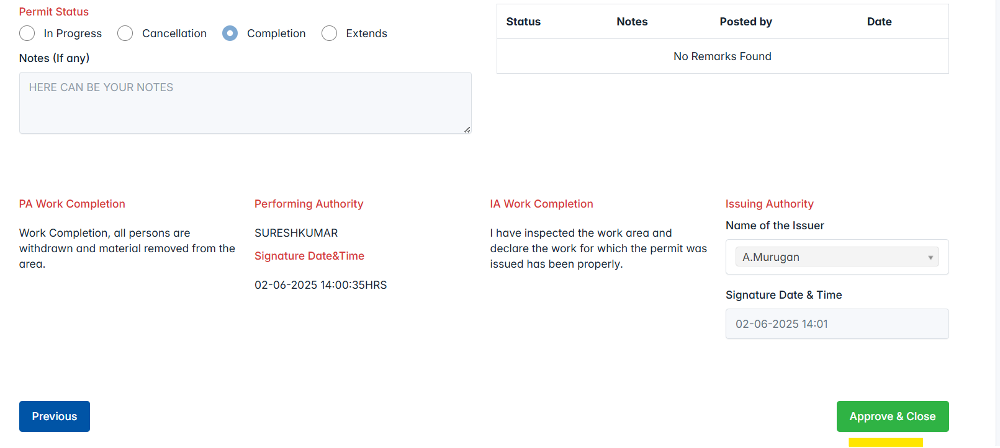 Permit Status
In Progress Cancellation Completion Extends
Notes (If any)
HERE CAN BE YOUR NOTES
Status Notes Posted by Date
No Remarks Found
PA Work Completion
Work Completion, all persons are
withdrawn and material removed from the
area.
Performing Authority
SURESHKUMAR
Signature Date&Time
02-06-2025 14:00:35HRS
IA Work Completion
I have inspected the work area and
declare the work for which the permit was
issued has been properly.
Issuing Authority
Name of the Issuer
A.Murugan
Signature Date & Time
02-06-2025 14:01
Previous
Approve & Close